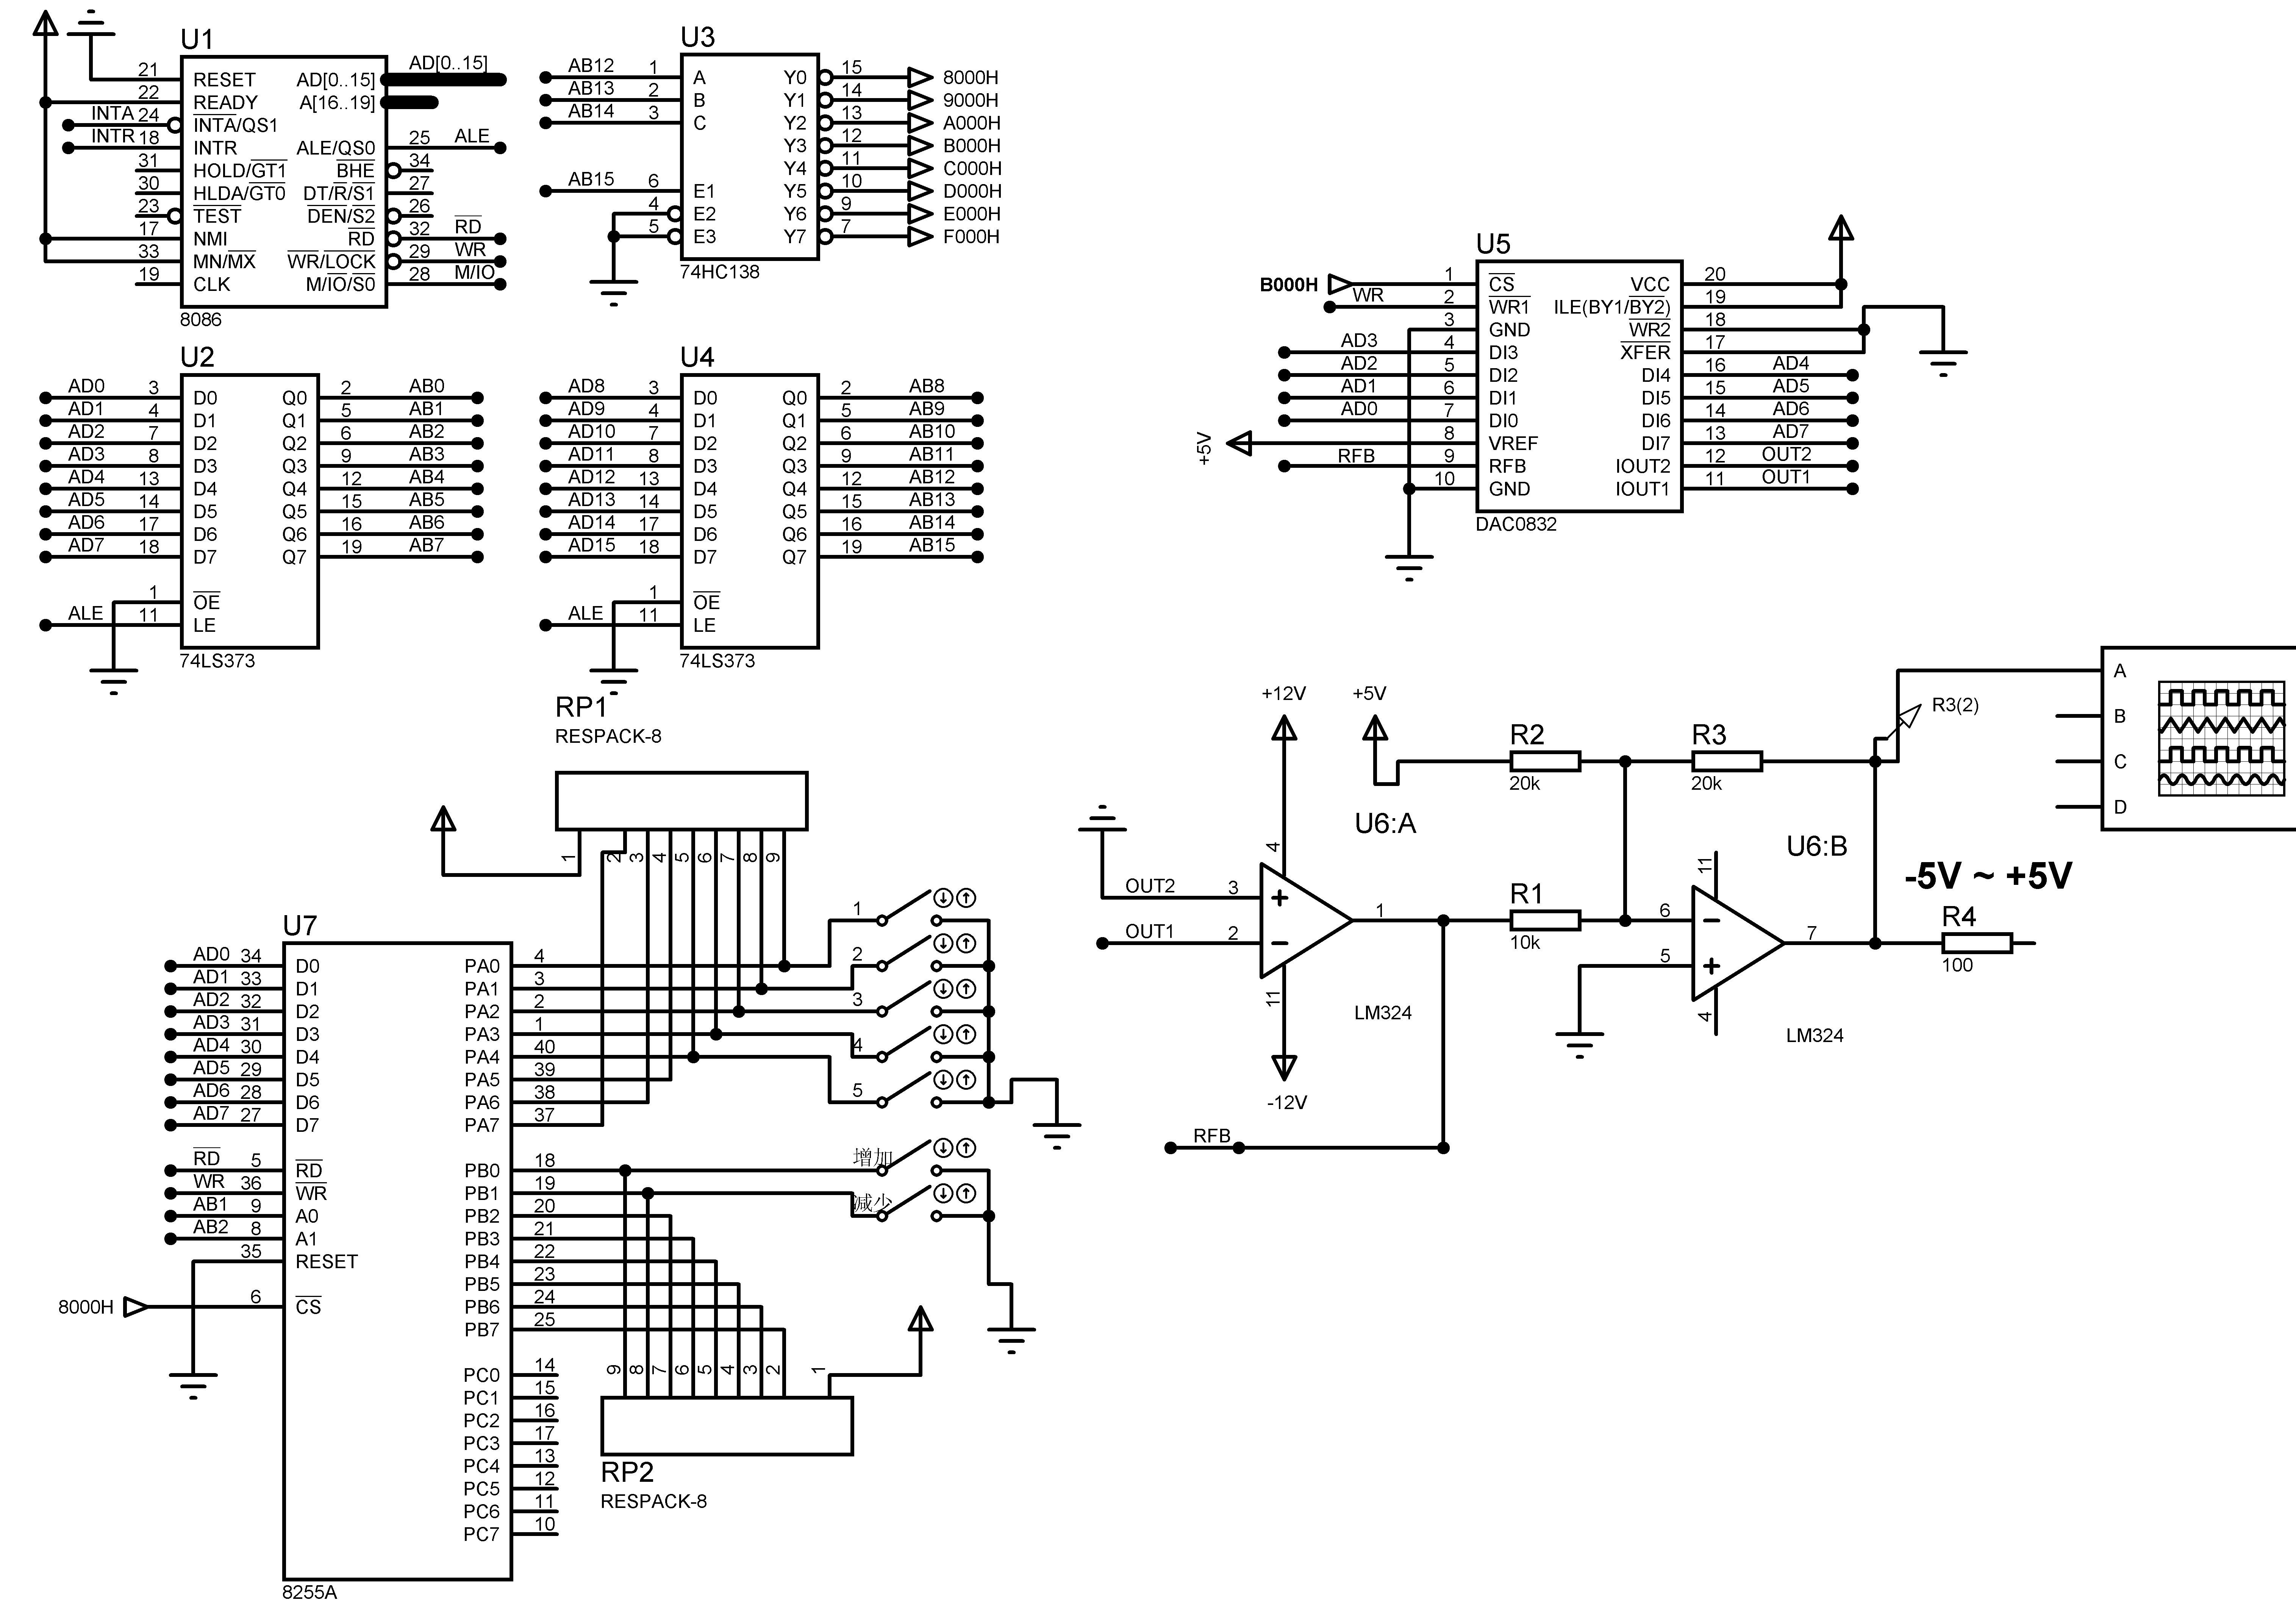 U1
21 RESET AD[0..15] AD[0..15]
22 READY A[16..19]
INTA 24 INTA/QS1
INTR 18 INTR ALE/QS0 25 ALE
31 HOLD/GT1 BHE 34
30 HLDA/GT0 DT/R/S1 27
23 TEST DEN/S2 26
17 NMI RD 32 RD
33 MN/MX WR/LOCK 29 WR
19 CLK M/IO/S0 28 M/IO
8086
U3
AB12 1 A Y0 15 8000H
AB13 2 B Y1 14 9000H
AB14 3 C Y2 13 A000H
Y3 12 B000H
Y4 11 C000H
AB15 6 E1 Y5 10 D000H
4 E2 Y6 9 E000H
5 E3 Y7 7 F000H
74HC138
U5
B000H 1 CS VCC 20
WR 2 WR1 ILE(BY1/BY2) 19
3 GND WR2 18
AD3 4 DI3 XFER 17
AD2 5 DI2 DI4 16 AD4
AD1 6 DI1 DI5 15 AD5
AD0 7 DI0 DI6 14 AD6
+5V 8 VREF DI7 13 AD7
RFB 9 RFB IOUT2 12 OUT2
10 GND IOUT1 11 OUT1
DAC0832
U2
AD0 3 D0 Q0 2 AB0
AD1 4 D1 Q1 5 AB1
AD2 7 D2 Q2 6 AB2
AD3 8 D3 Q3 9 AB3
AD4 13 D4 Q4 12 AB4
AD5 14 D5 Q5 15 AB5
AD6 17 D6 Q6 16 AB6
AD7 18 D7 Q7 19 AB7
1 OE
ALE 11 LE
74LS373
U4
AD8 3 D0 Q0 2 AB8
AD9 4 D1 Q1 5 AB9
AD10 7 D2 Q2 6 AB10
AD11 8 D3 Q3 9 AB11
AD12 13 D4 Q4 12 AB12
AD13 14 D5 Q5 15 AB13
AD14 17 D6 Q6 16 AB14
AD15 18 D7 Q7 19 AB15
1 OE
ALE 11 LE
74LS373
RP1
RESPACK-8
1 2 3 4 5 6 7 8 9
U7
AD0 34 D0 PA0 4 1
AD1 33 D1 PA1 3 2
AD2 32 D2 PA2 2 3
AD3 31 D3 PA3 1 4
AD4 30 D4 PA4 40 5
AD5 29 D5 PA5 39
AD6 28 D6 PA6 38
AD7 27 D7 PA7 37
RD 5 RD PB0 18 增加
WR 36 WR PB1 19 减少
AB1 9 A0 PB2 20
AB2 8 A1 PB3 21
35 RESET PB4 22
PB5 23
8000H 6 CS PB6 24
PB7 25
PC0 14
PC1 15
PC2 16
PC3 17
PC4 13
PC5 12
PC6 11
PC7 10
8255A
9 8 7 6 5 4 3 2 1
RP2
RESPACK-8
+12V +5V
R2
20k
R3
20k
R3(2)
A
B
C
D
U6:A
4
OUT2 3
OUT1 2
1
11
LM324
-12V
RFB
R1
10k
U6:B
11
6
5
7
4
LM324
-5V ~ +5V
R4
100